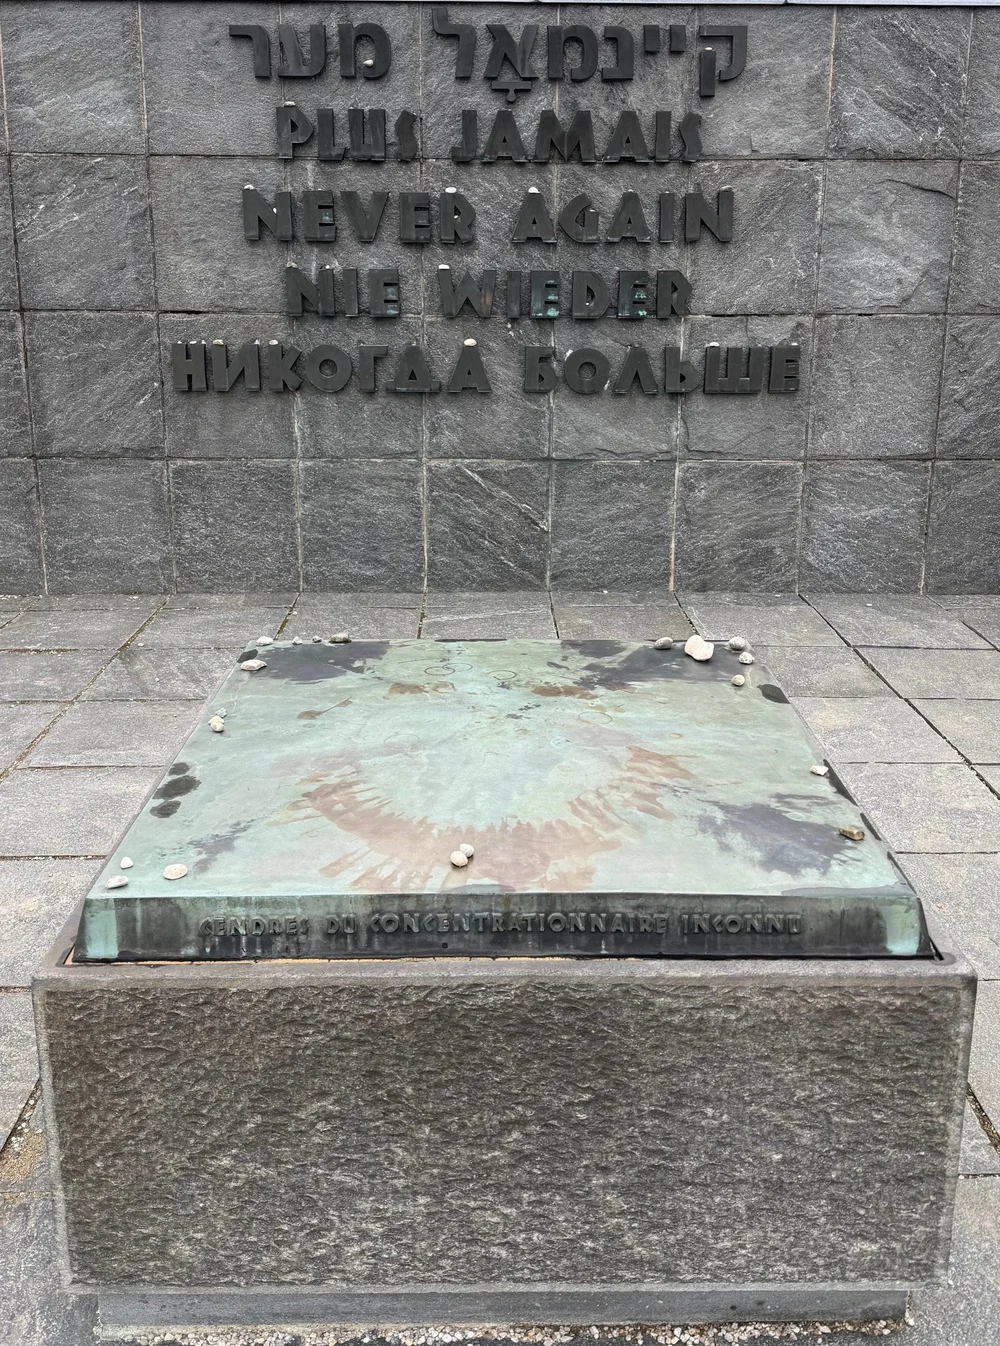 קיינמאָל מער
PLUS JAMAIS
NEVER AGAIN
NIE WIEDER
НИКОГДА БОЛЬШЕ
CENDRES DU CONCENTRATIONNAIRE INCONNU